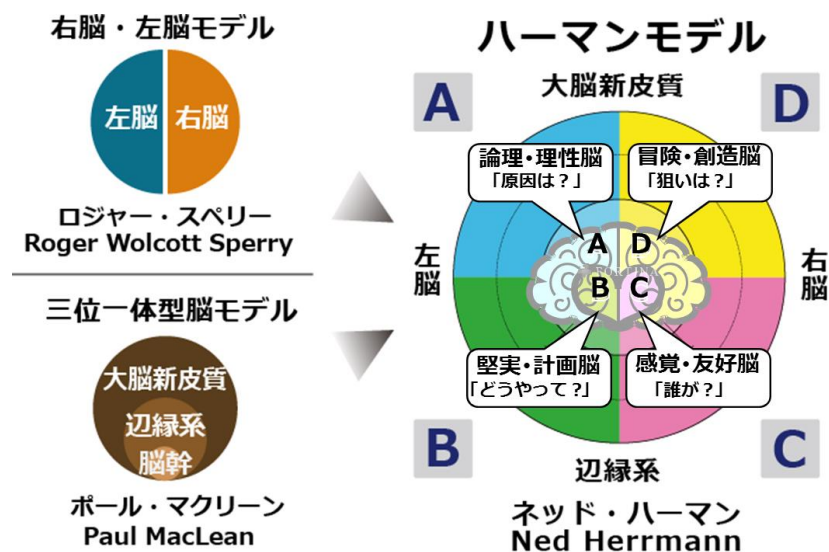 右脳・左脳モデル
左脳
右脳
ロジャー・スペリー
Roger Wolcott Sperry
三位一体型脳モデル
大脳新皮質
辺縁系
脳幹
ポール・マクリーン
Paul MacLean
ハーマンモデル
A
大脳新皮質
D
論理・理性脳
「原因は？」
冒険・創造脳
「狙いは？」
左脳
A
D
B
C
右脳
堅実・計画脳
「どうやって？」
感覚・友好脳
「誰が？」
B
辺縁系
C
ネッド・ハーマン
Ned Herrmann